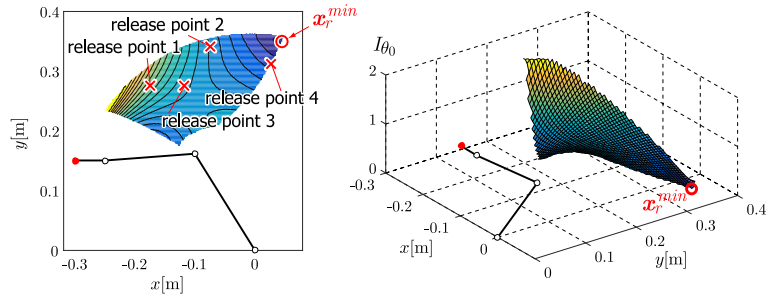 release point 2
x_r^min
release point 1
release point 4
release point 3
0.4
0.3
0.2
0.1
0
y[m]
-0.3
-0.2
-0.1
0
x[m]
I_θ0
2
1
0
-0.3
-0.2
-0.1
0
x[m]
0
0.1
0.2
0.3
0.4
y[m]
x_r^min